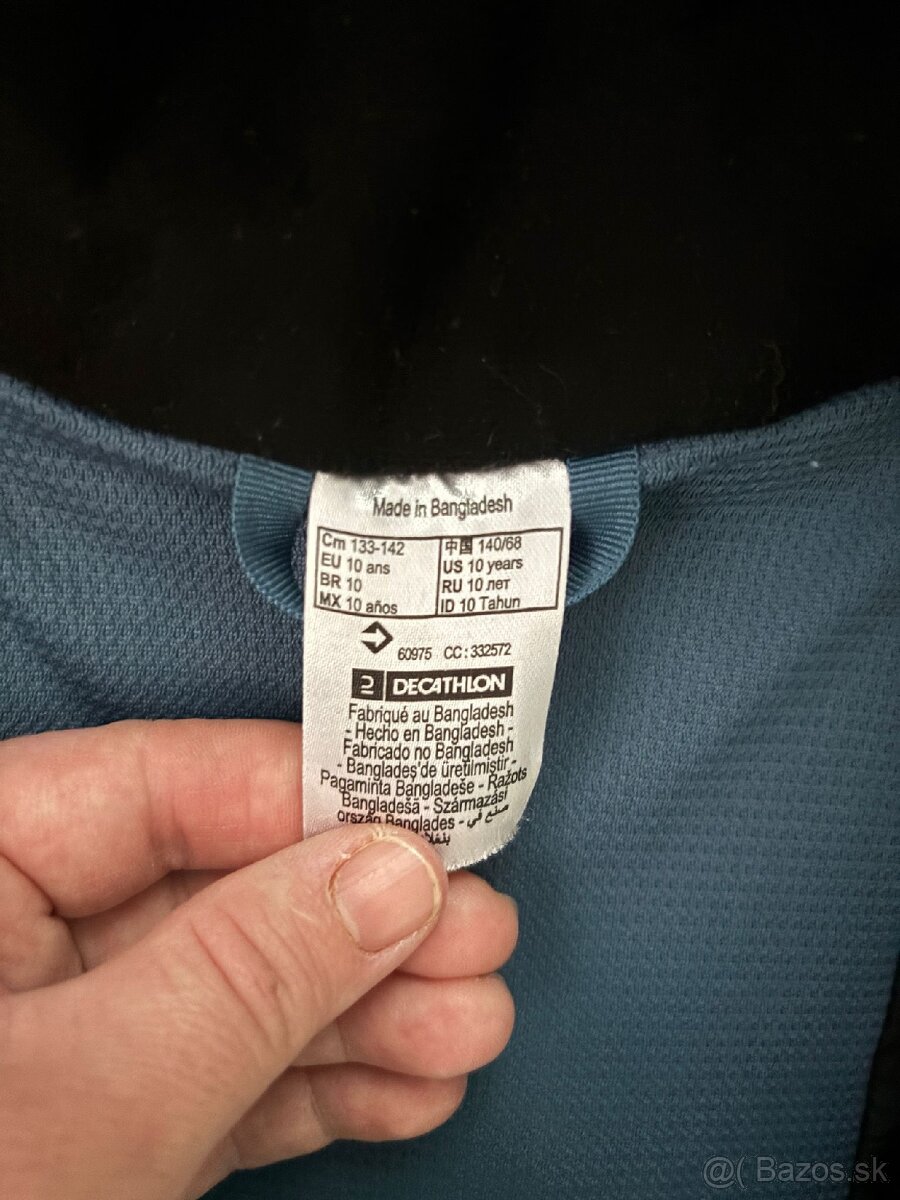 Made in Bangladesh
Cm 133-142 中国 140/68
EU 10 ans US 10 years
BR 10 RU 10 лет
MX 10 años ID 10 Tahun
60975 CC : 332572
DECATHLON
Fabriqué au Bangladesh
- Hecho en Bangladesh -
Fabricado no Bangladesh
- Bangladeş'de üretilmiştir -
Pagaminta Bangladeše - Ražots
Bangladešā - Származási
ország Banglades - صنع في
@( Bazos.sk